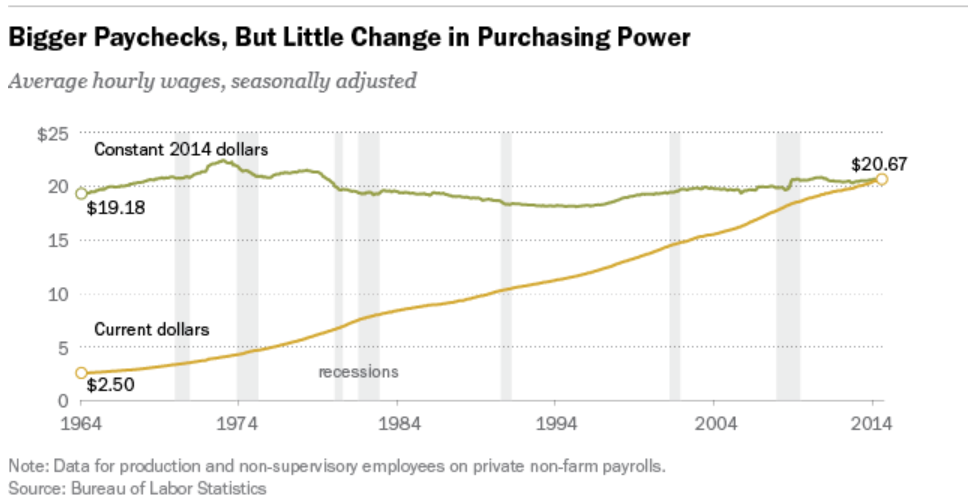 Bigger Paychecks, But Little Change in Purchasing Power
Average hourly wages, seasonally adjusted
$25
Constant 2014 dollars
$20.67
20
$19.18
15
10
Current dollars
5
recessions
$2.50
0
1964 1974 1984 1994 2004 2014
Note: Data for production and non-supervisory employees on private non-farm payrolls.
Source: Bureau of Labor Statistics